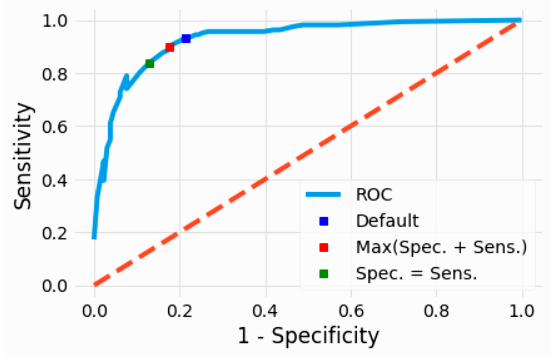 1.0
0.8
0.6
0.4
0.2
0.0
Sensitivity
ROC
Default
Max(Spec. + Sens.)
Spec. = Sens.
0.0 0.2 0.4 0.6 0.8 1.0
1 - Specificity